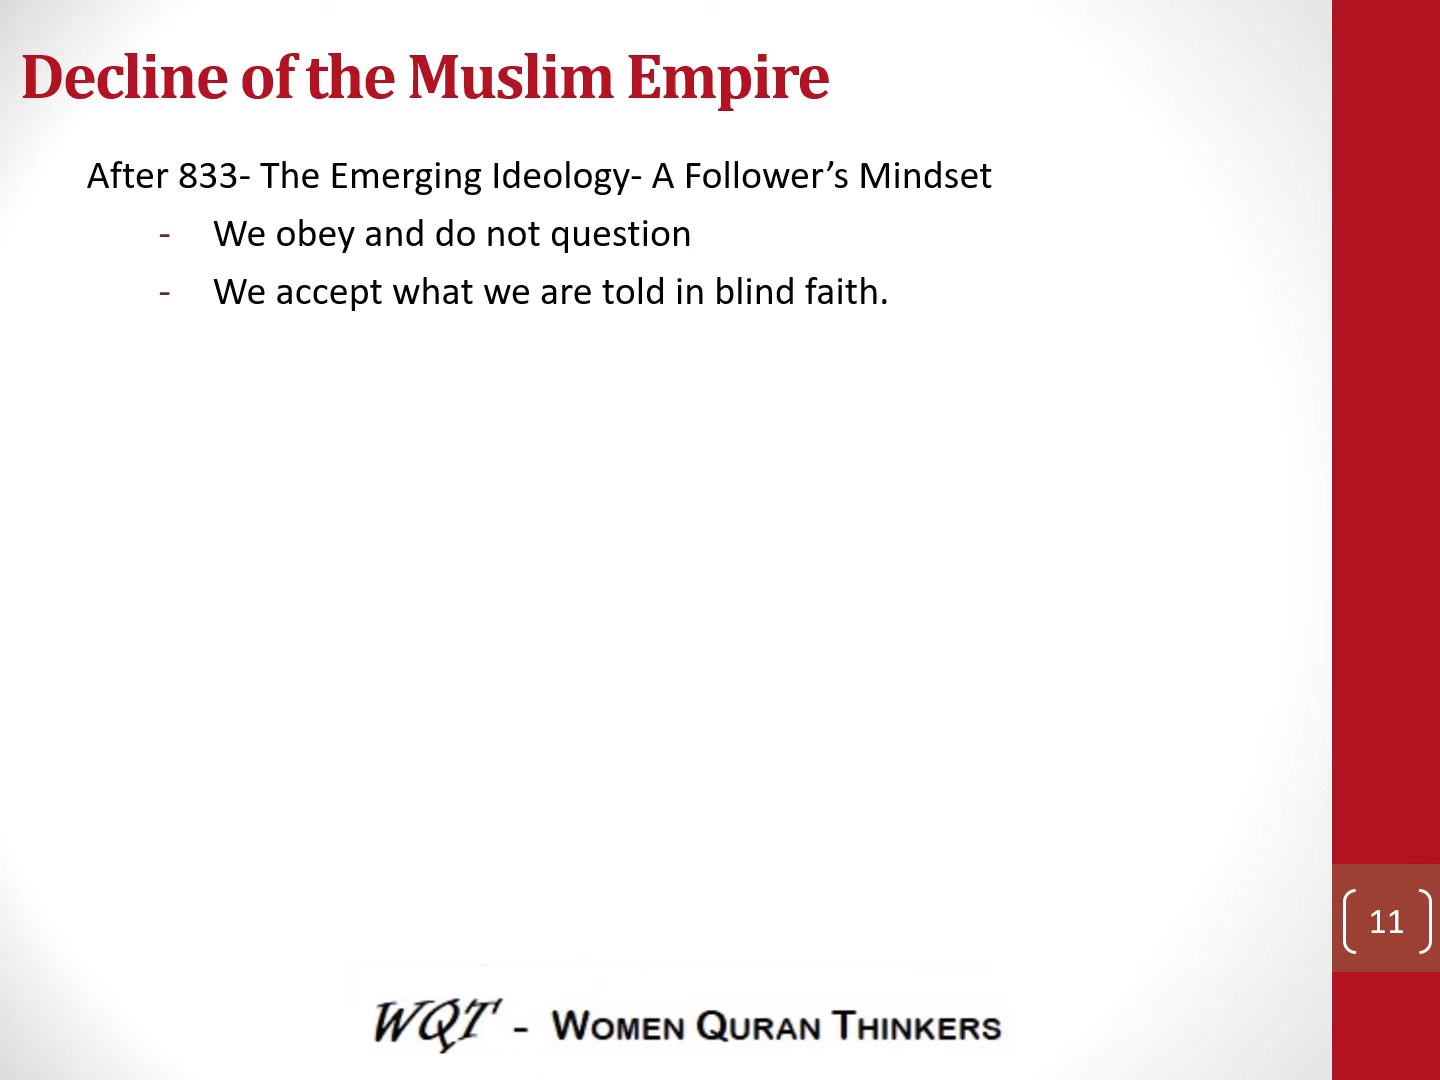 Decline of the Muslim Empire
After 833- The Emerging Ideology- A Follower’s Mindset
- We obey and do not question
- We accept what we are told in blind faith.
11
WQT - WOMEN QURAN THINKERS